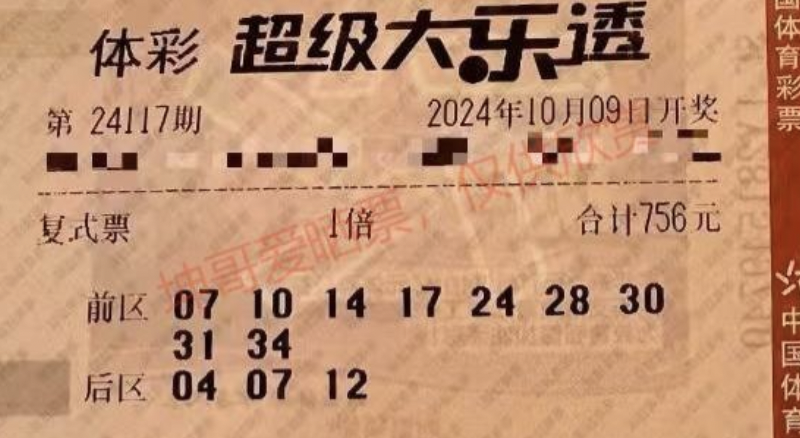 体彩 超级大乐透
第 24117期 2024年10月09日开奖
复式票 1倍 合计756元
前区 07 10 14 17 24 28 30
31 34
后区 04 07 12
坤哥爱晒票，仅供欣赏
国体育彩票
中国体育